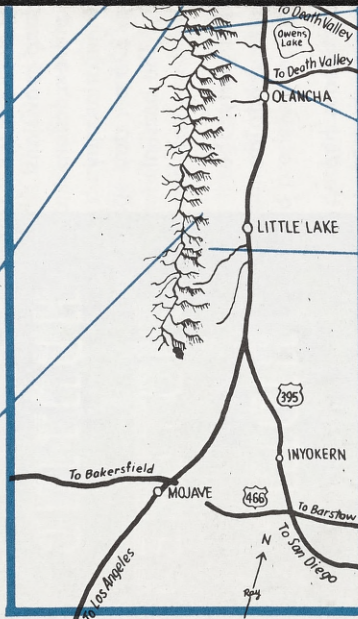 To Death Valley
Owens
Lake
To Death Valley
OLANCHA
LITTLE LAKE
395
INYOKERN
To Bakersfield
MOJAVE
466
To Barstow
To San Diego
N
To Los Angeles
Ray